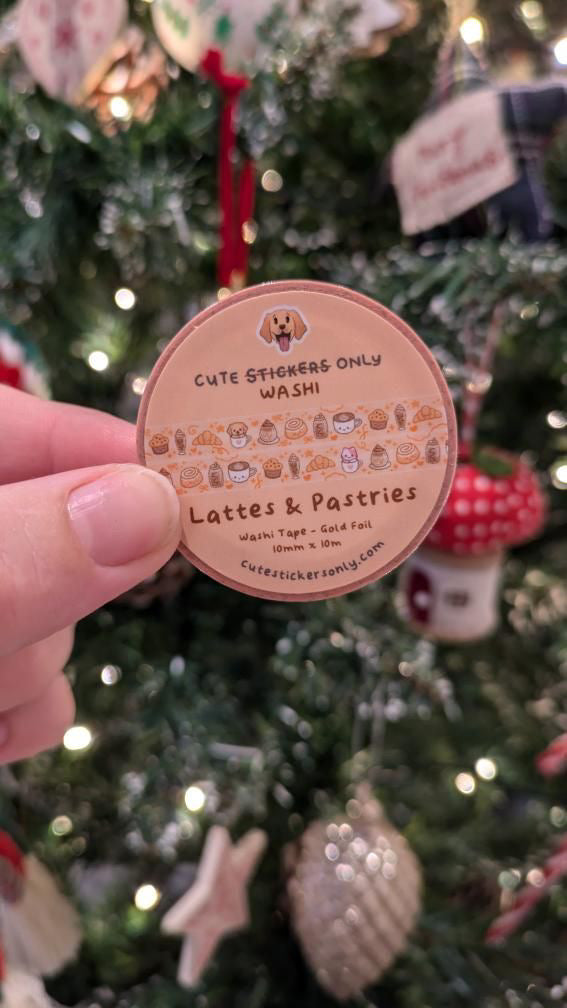 CUTE STICKERS ONLY
WASHI
Lattes & Pastries
Washi Tape - Gold Foil
10mm x 10m
cutestickersonly.com